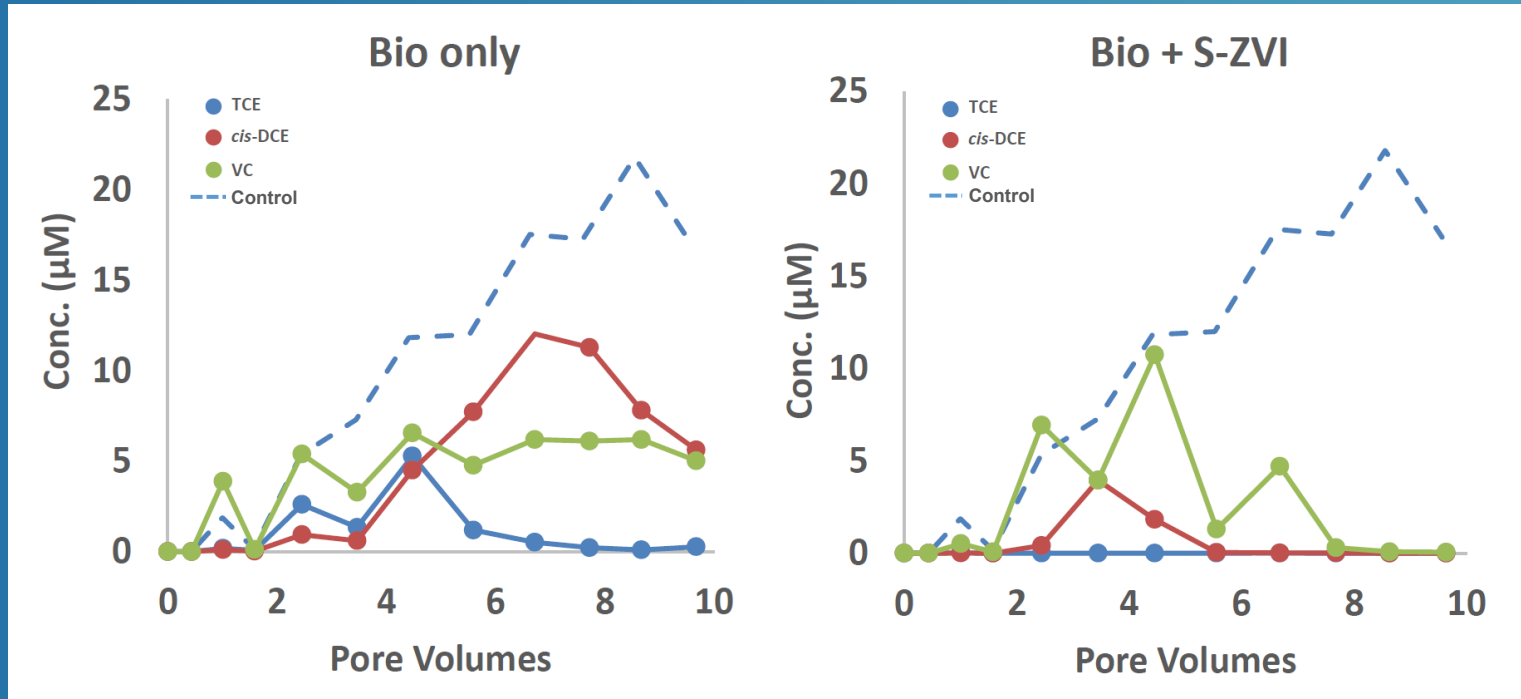 Bio only
25
20
15
10
5
0
Conc. (µM)
TCE
cis-DCE
VC
Control
0 2 4 6 8 10
Pore Volumes
Bio + S-ZVI
25
20
15
10
5
0
Conc. (µM)
TCE
cis-DCE
VC
Control
0 2 4 6 8 10
Pore Volumes